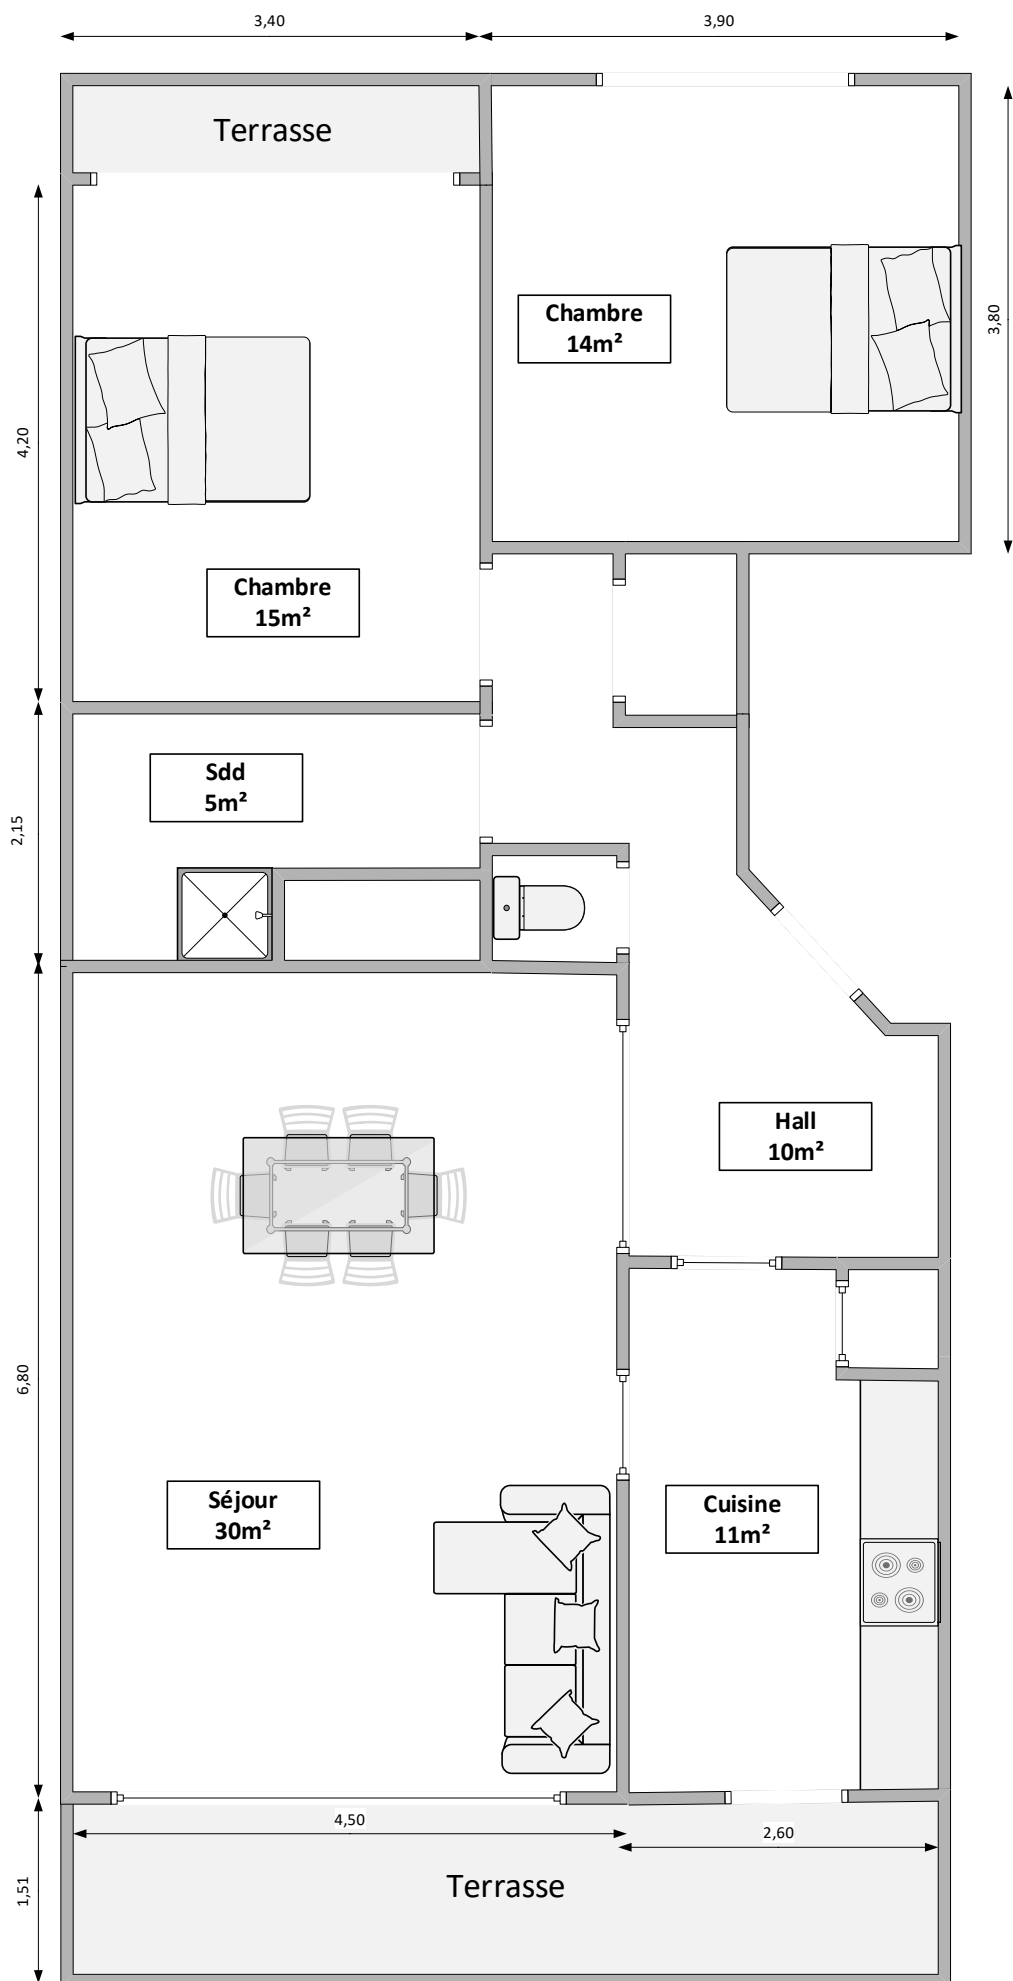 3,40
3,90
Terrasse
Chambre
14m²
3,80
4,20
Chambre
15m²
Sdd
5m²
2,15
Hall
10m²
6,80
Séjour
30m²
Cuisine
11m²
4,50
2,60
Terrasse
1,51